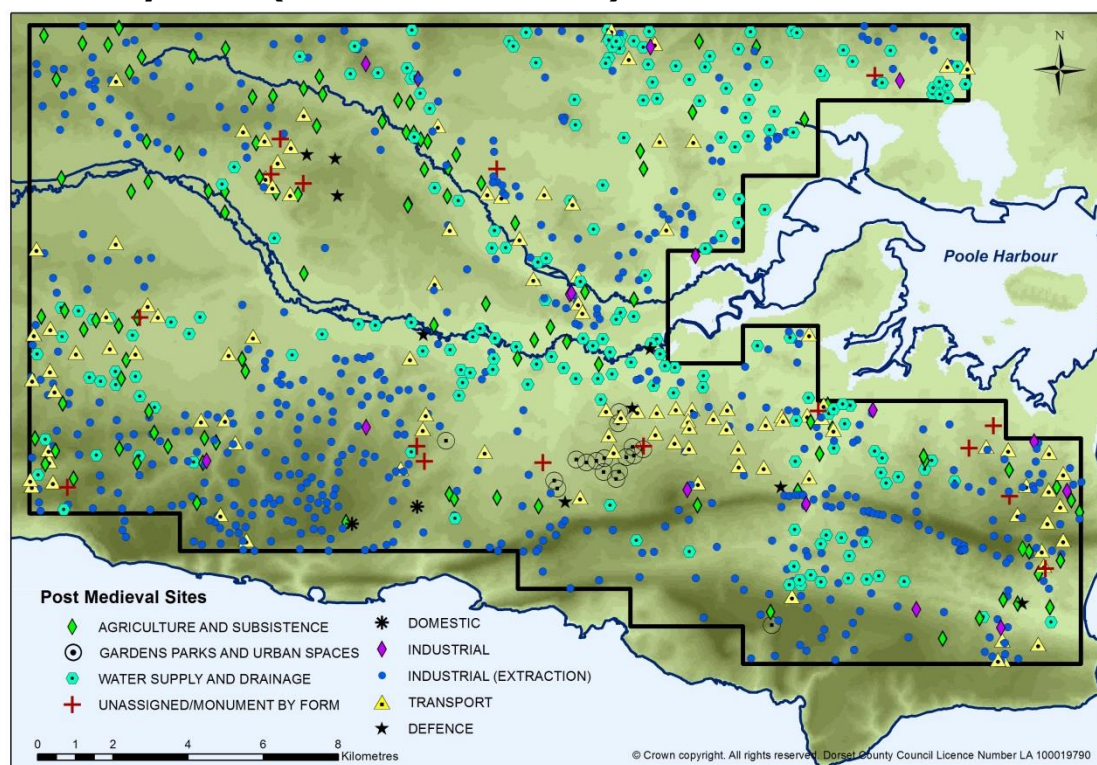 N
Poole Harbour
Post Medieval Sites
AGRICULTURE AND SUBSISTENCE
GARDENS PARKS AND URBAN SPACES
WATER SUPPLY AND DRAINAGE
UNASSIGNED/MONUMENT BY FORM
DOMESTIC
INDUSTRIAL
INDUSTRIAL (EXTRACTION)
TRANSPORT
DEFENCE
0 1 2 4 6 8
Kilometres
© Crown copyright. All rights reserved. Dorset County Council Licence Number LA 100019790